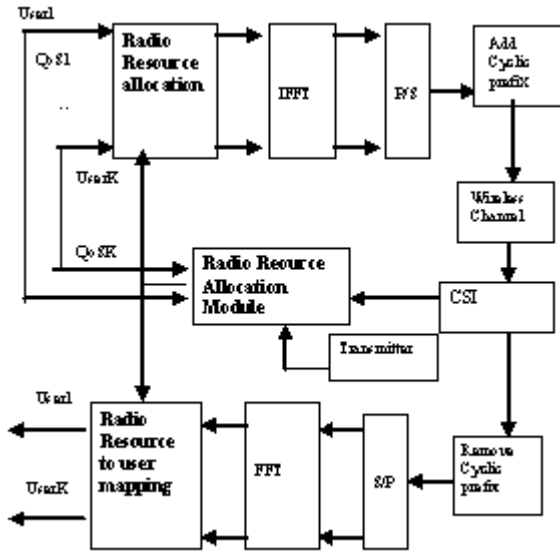 User1
Radio
Resource
allocation
QoS1
..
IFFT
P/S
Add
Cyclic
prefiX
UserK
Wireless
Channel
QoSK
Radio Reource
Allocation
Module
CSI
Transmitter
User1
Radio
Resource
to user
mapping
FFT
S/P
Remove
Cyclic
prefix
UserK